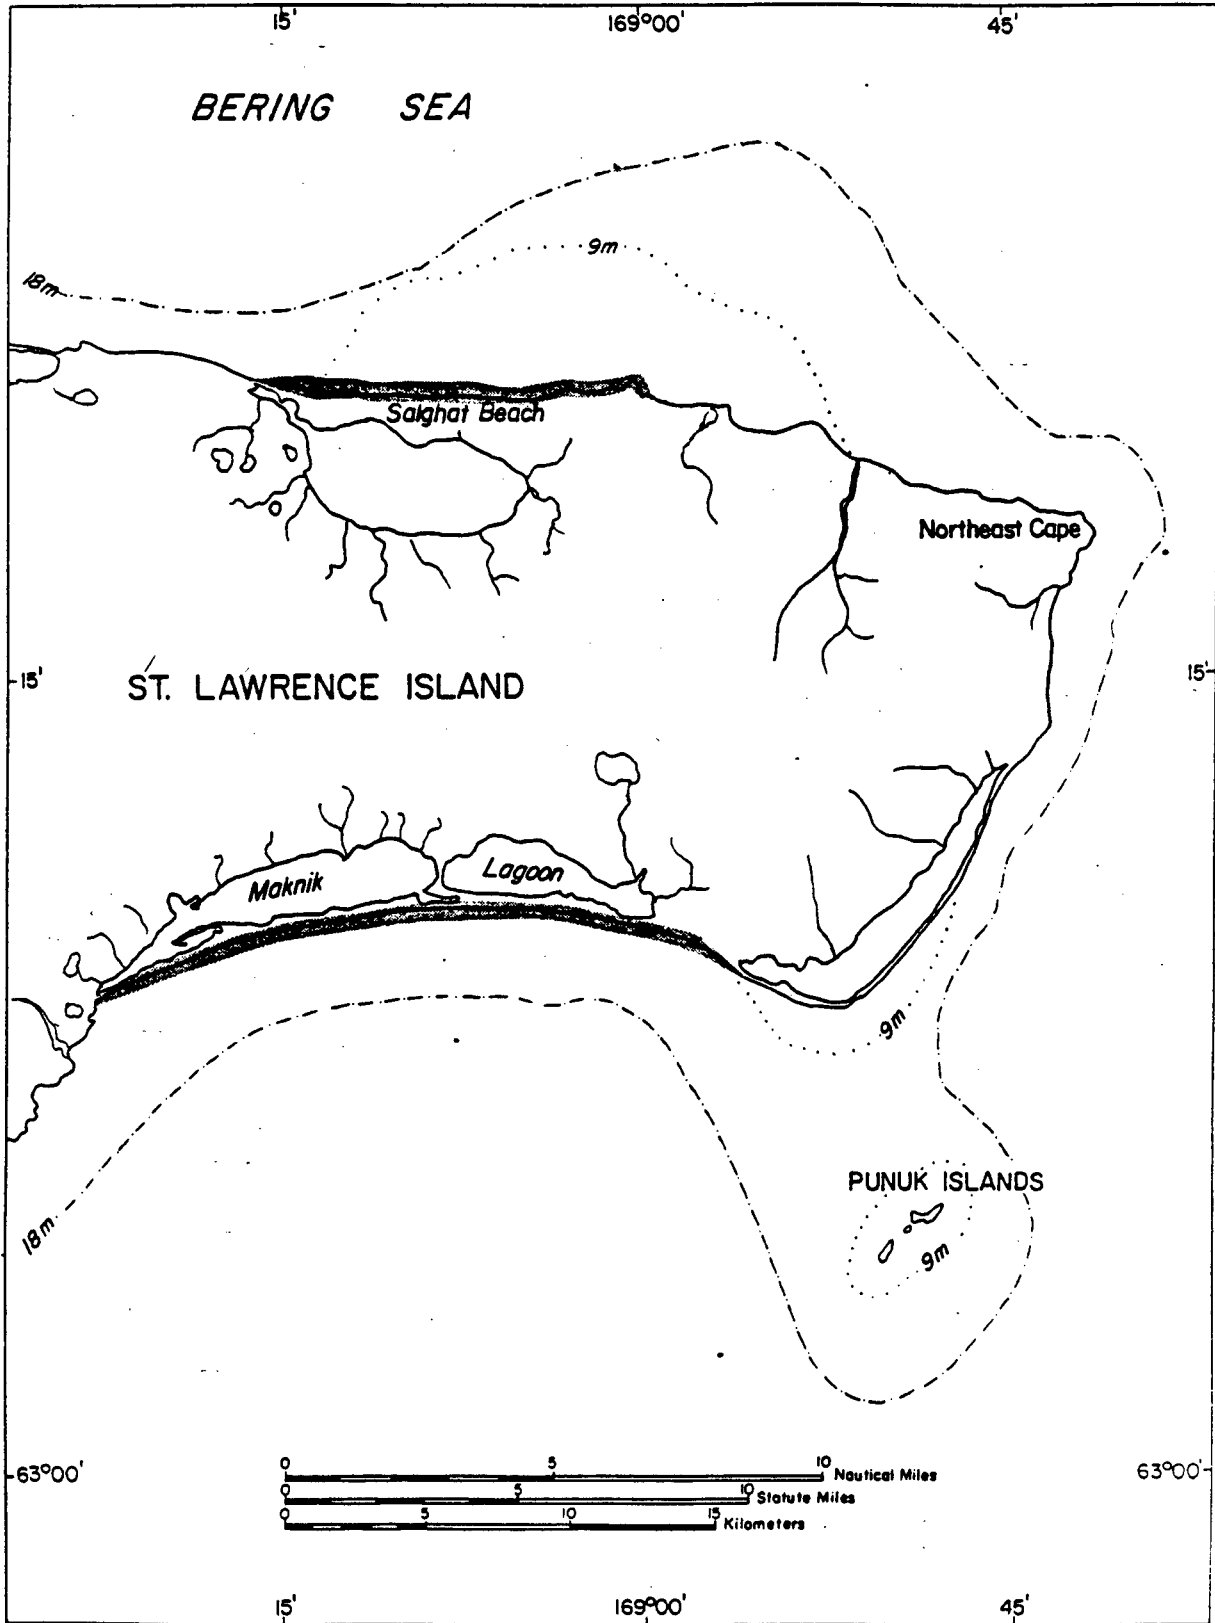 15' 169°00' 45'
BERING SEA
9m
18m
Salghat Beach
Northeast Cape
15' 15'
ST. LAWRENCE ISLAND
Lagoon
Maknik
9m
PUNUK ISLANDS
18m
9m
63°00' 63°00'
0 5 10 Nautical Miles
0 5 10 Statute Miles
0 5 10 15 Kilometers
15' 169°00' 45'